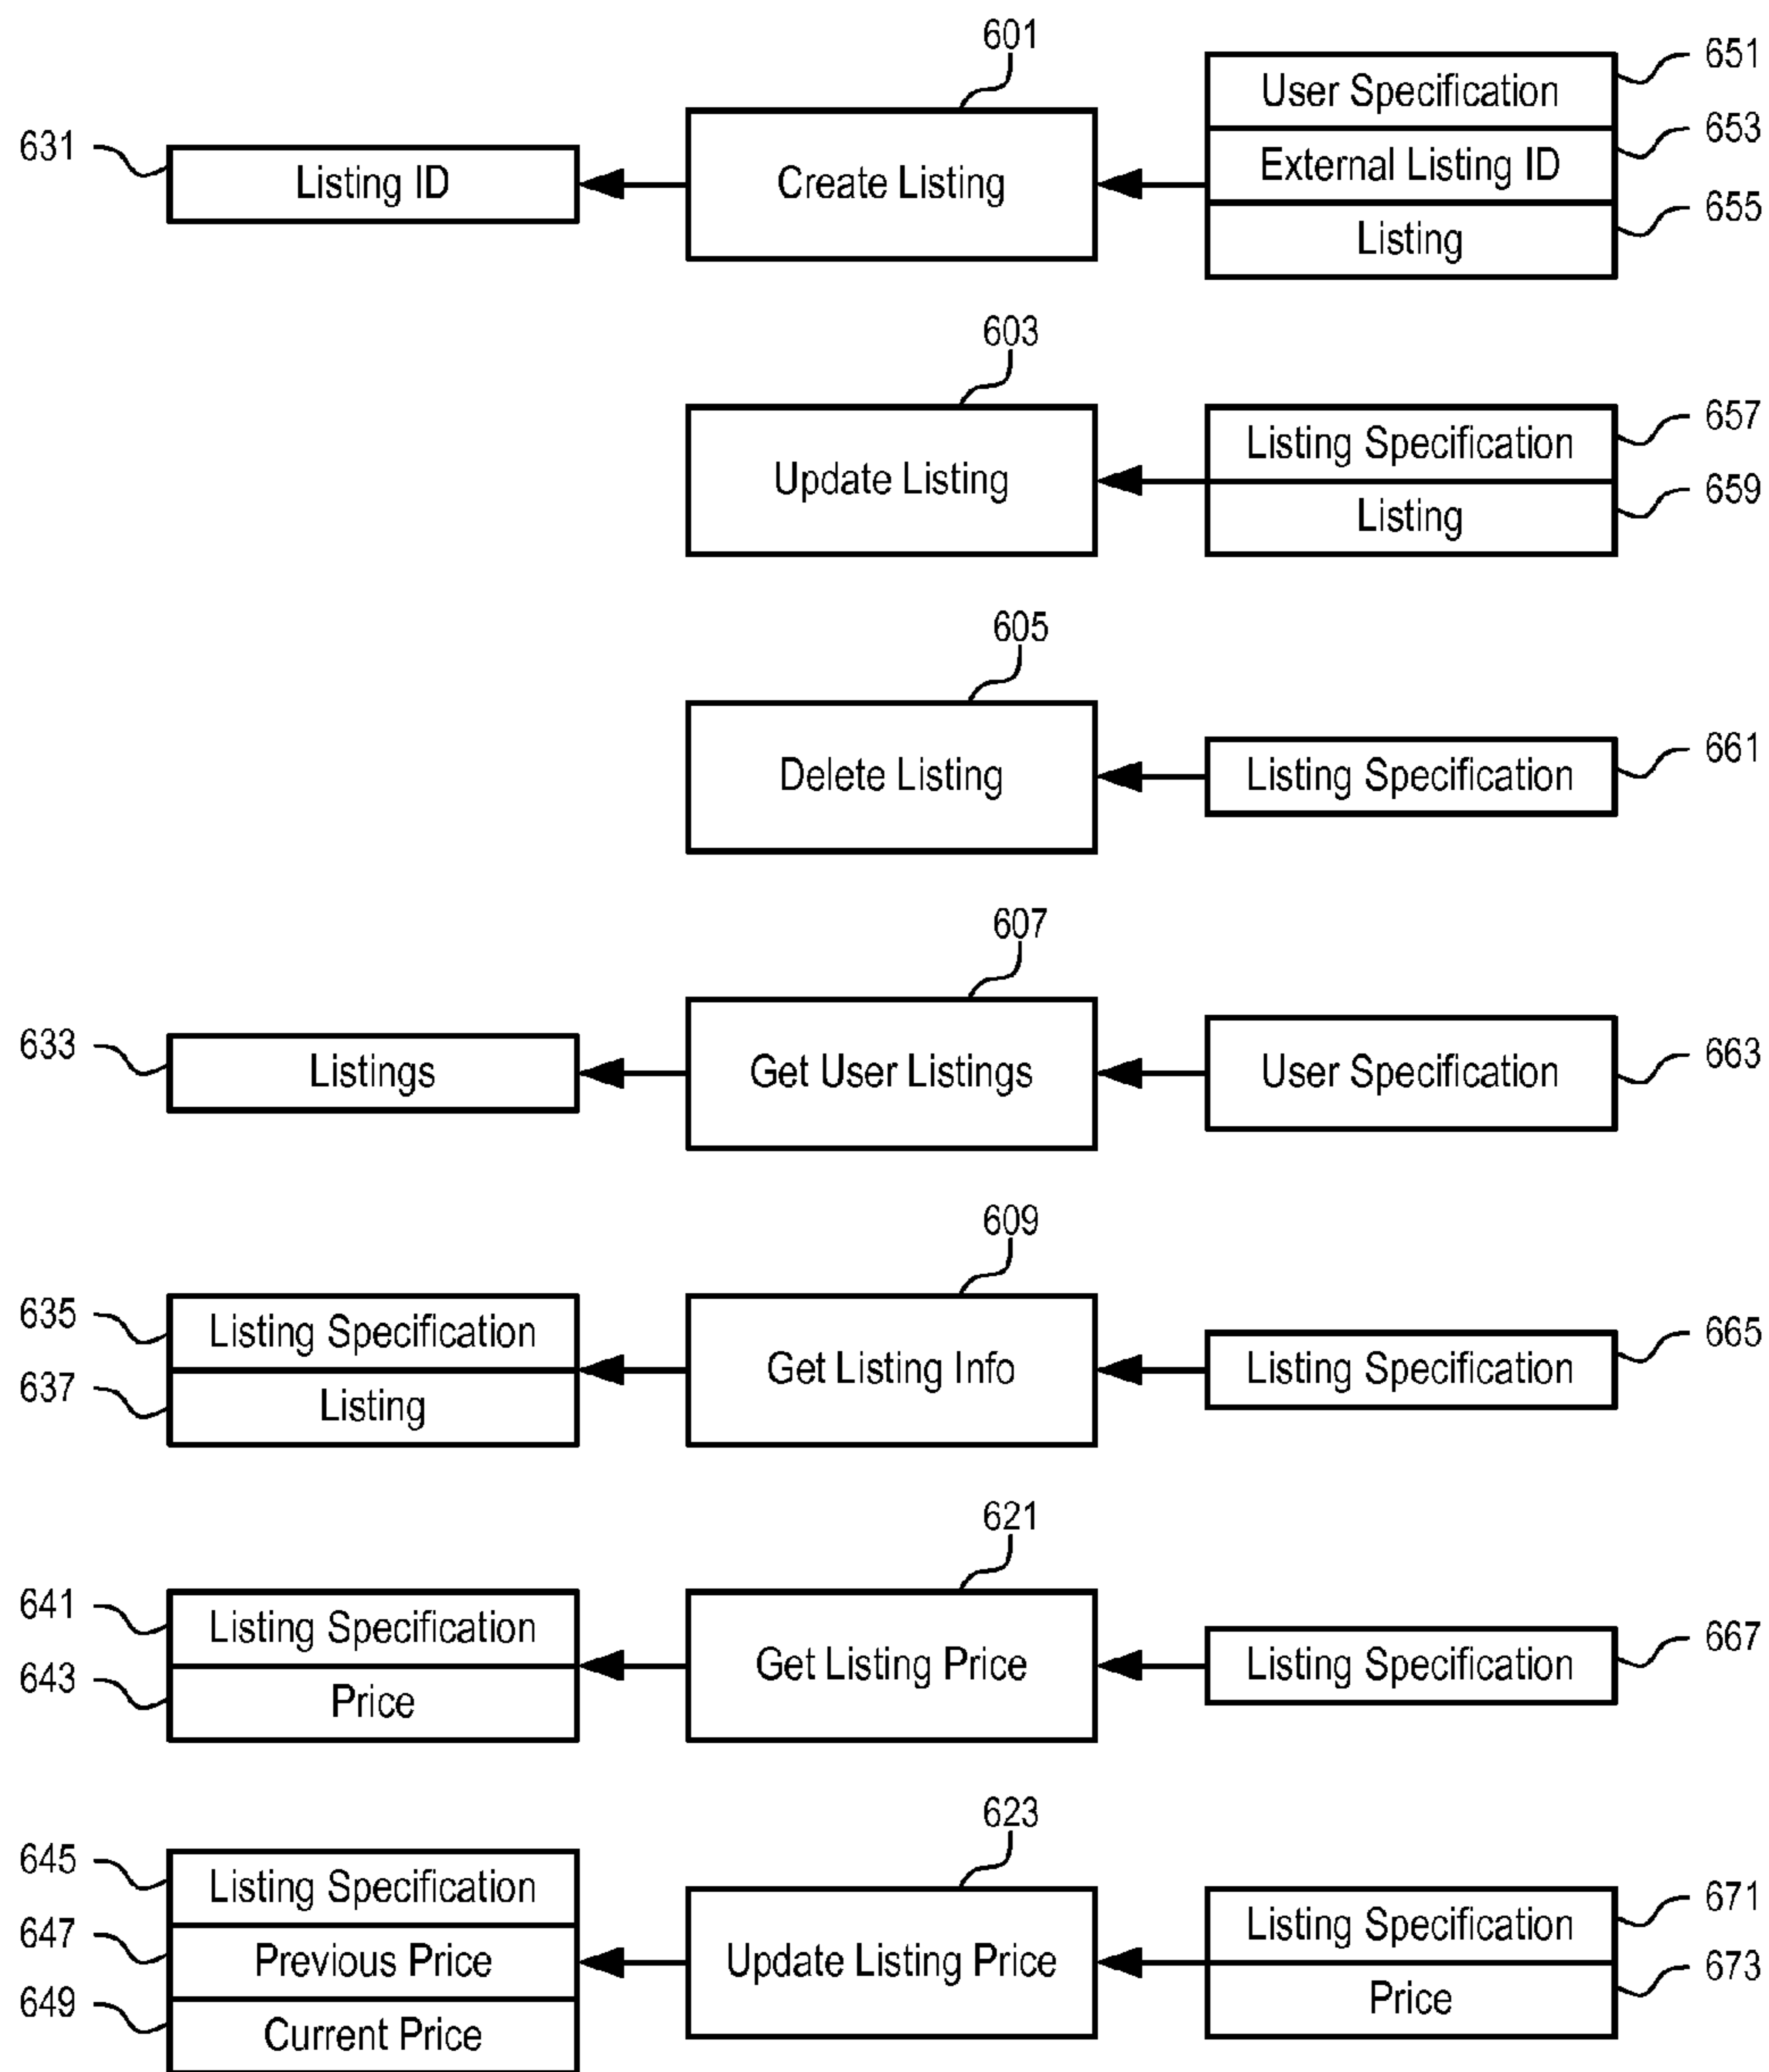 601
651
User Specification
653
631
Listing ID
Create Listing
External Listing ID
655
Listing
603
657
Listing Specification
Update Listing
659
Listing
605
661
Delete Listing
Listing Specification
607
633
Listings
Get User Listings
User Specification
663
609
635
Listing Specification
665
637
Get Listing Info
Listing Specification
Listing
621
641
Listing Specification
667
643
Get Listing Price
Listing Specification
Price
623
645
Listing Specification
671
Listing Specification
647
Previous Price
Update Listing Price
673
649
Price
Current Price